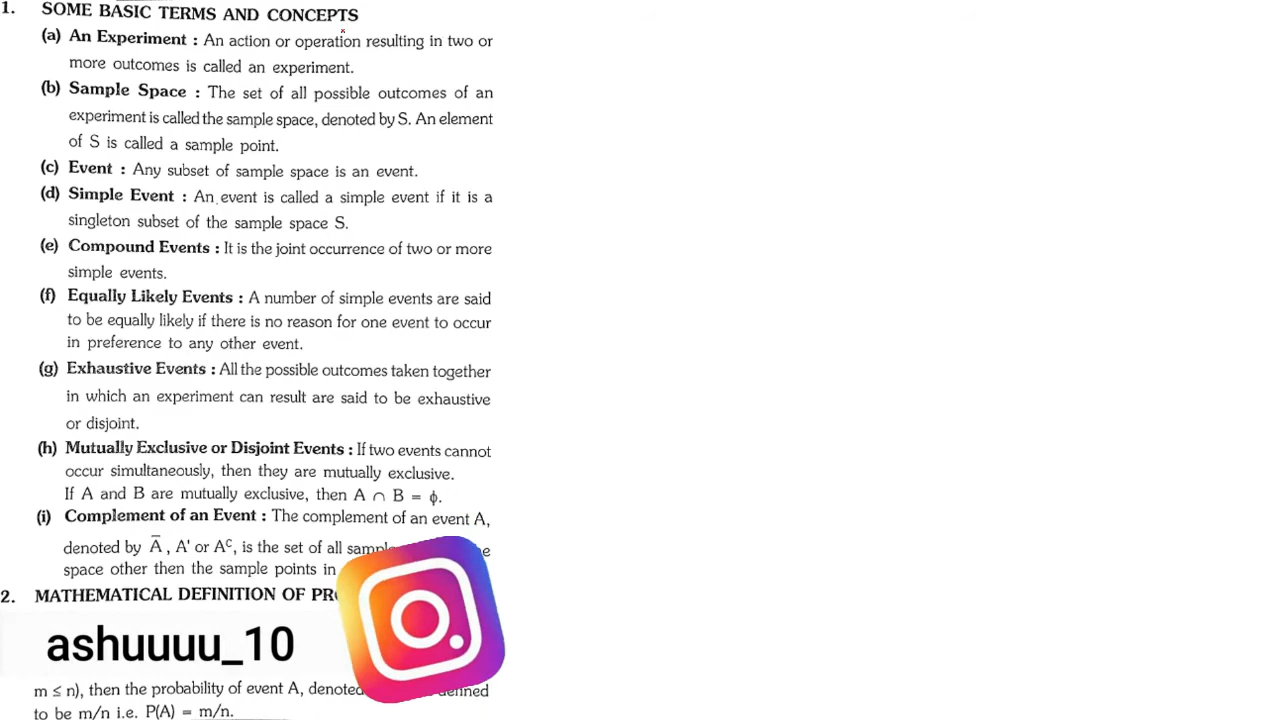 1. SOME BASIC TERMS AND CONCEPTS
(a) An Experiment : An action or operation resulting in two or
more outcomes is called an experiment.
(b) Sample Space : The set of all possible outcomes of an
experiment is called the sample space, denoted by S. An element
of S is called a sample point.
(c) Event : Any subset of sample space is an event.
(d) Simple Event : An event is called a simple event if it is a
singleton subset of the sample space S.
(e) Compound Events : It is the joint occurrence of two or more
simple events.
(f) Equally Likely Events : A number of simple events are said
to be equally likely if there is no reason for one event to occur
in preference to any other event.
(g) Exhaustive Events : All the possible outcomes taken together
in which an experiment can result are said to be exhaustive
or disjoint.
(h) Mutually Exclusive or Disjoint Events : If two events cannot
occur simultaneously, then they are mutually exclusive.
If A and B are mutually exclusive, then A ∩ B = ϕ.
(i) Complement of an Event : The complement of an event A,
denoted by A̅, A' or Aᶜ, is the set of all
space other then the sample points in
2. MATHEMATICAL DEFINITION OF
ashuuuu_10
m ≤ n), then the probability of event A, denoted
to be m/n i.e. P(A) = m/n.